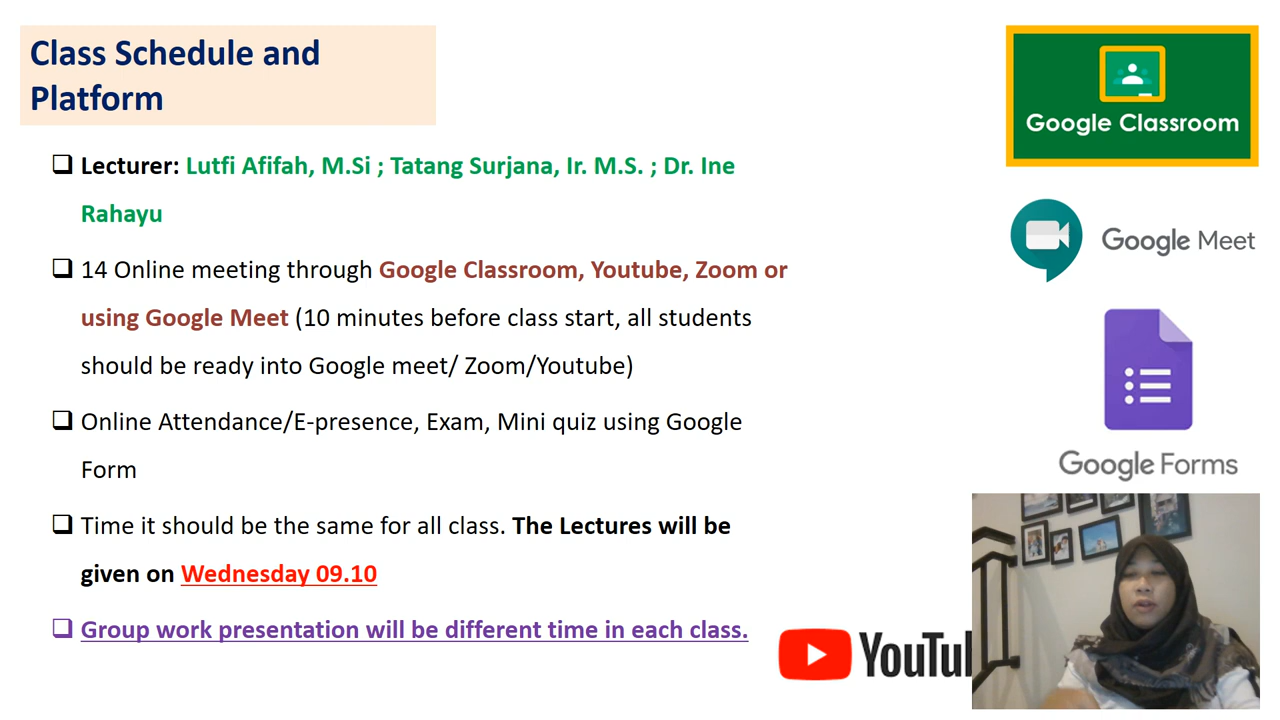 Class Schedule and
Platform
Lecturer: Lutfi Afifah, M.Si ; Tatang Surjana, Ir. M.S. ; Dr. Ine
Rahayu
14 Online meeting through Google Classroom, Youtube, Zoom or
using Google Meet (10 minutes before class start, all students
should be ready into Google meet/ Zoom/Youtube)
Online Attendance/E-presence, Exam, Mini quiz using Google
Form
Time it should be the same for all class. The Lectures will be
given on Wednesday 09.10
Group work presentation will be different time in each class.
Google Classroom
Google Meet
Google Forms
YouTu